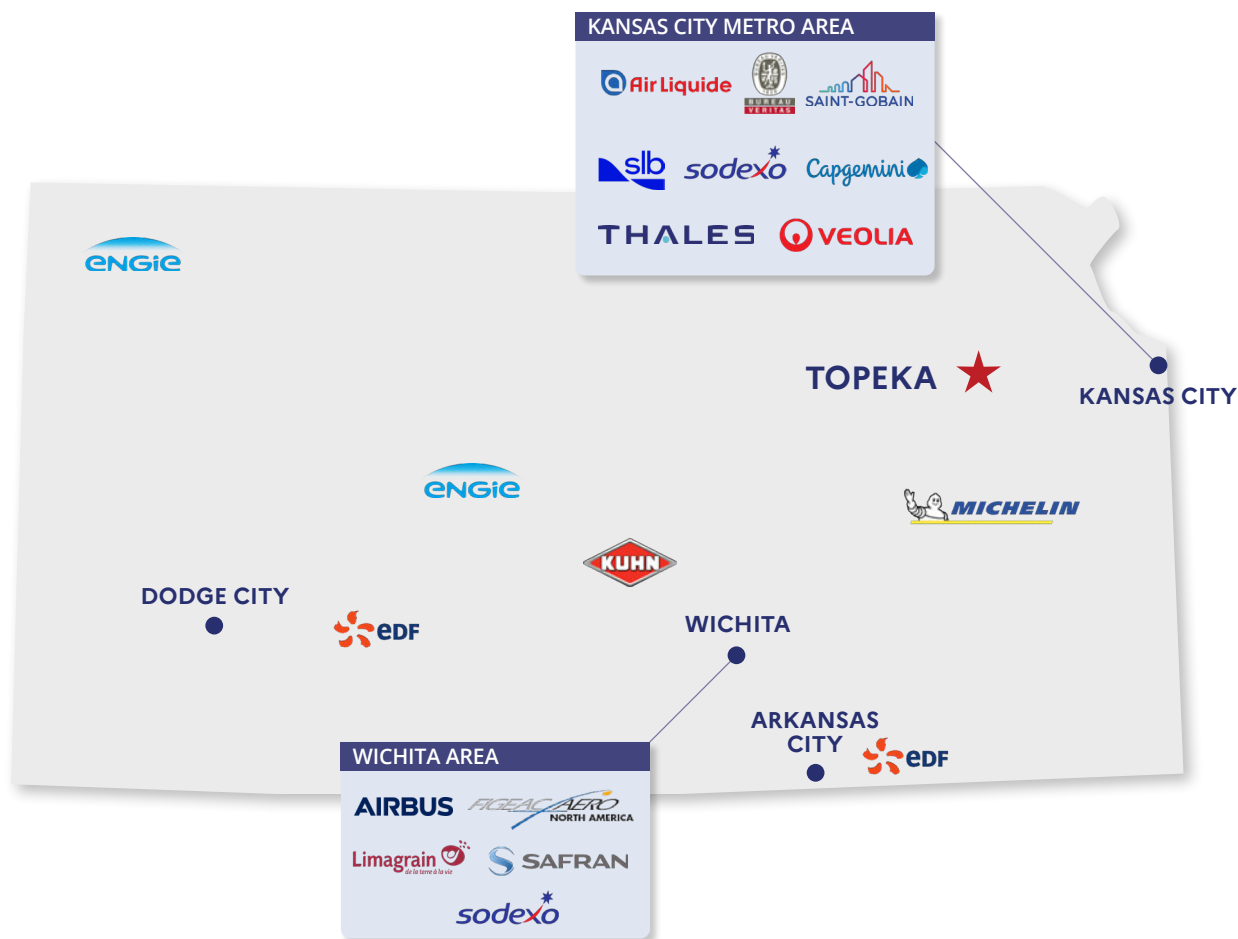 KANSAS CITY METRO AREA
Air Liquide
BUREAU
VERITAS
SAINT-GOBAIN
slb
sodexo
Capgemini
THALES
VEOLIA
ENGIE
TOPEKA
KANSAS CITY
ENGIE
MICHELIN
KUHN
DODGE CITY
EDF
WICHITA
ARKANSAS
CITY
EDF
WICHITA AREA
AIRBUS
FIGEAC AERO
NORTH AMERICA
Limagrain
de la terre à la vie
SAFRAN
sodexo